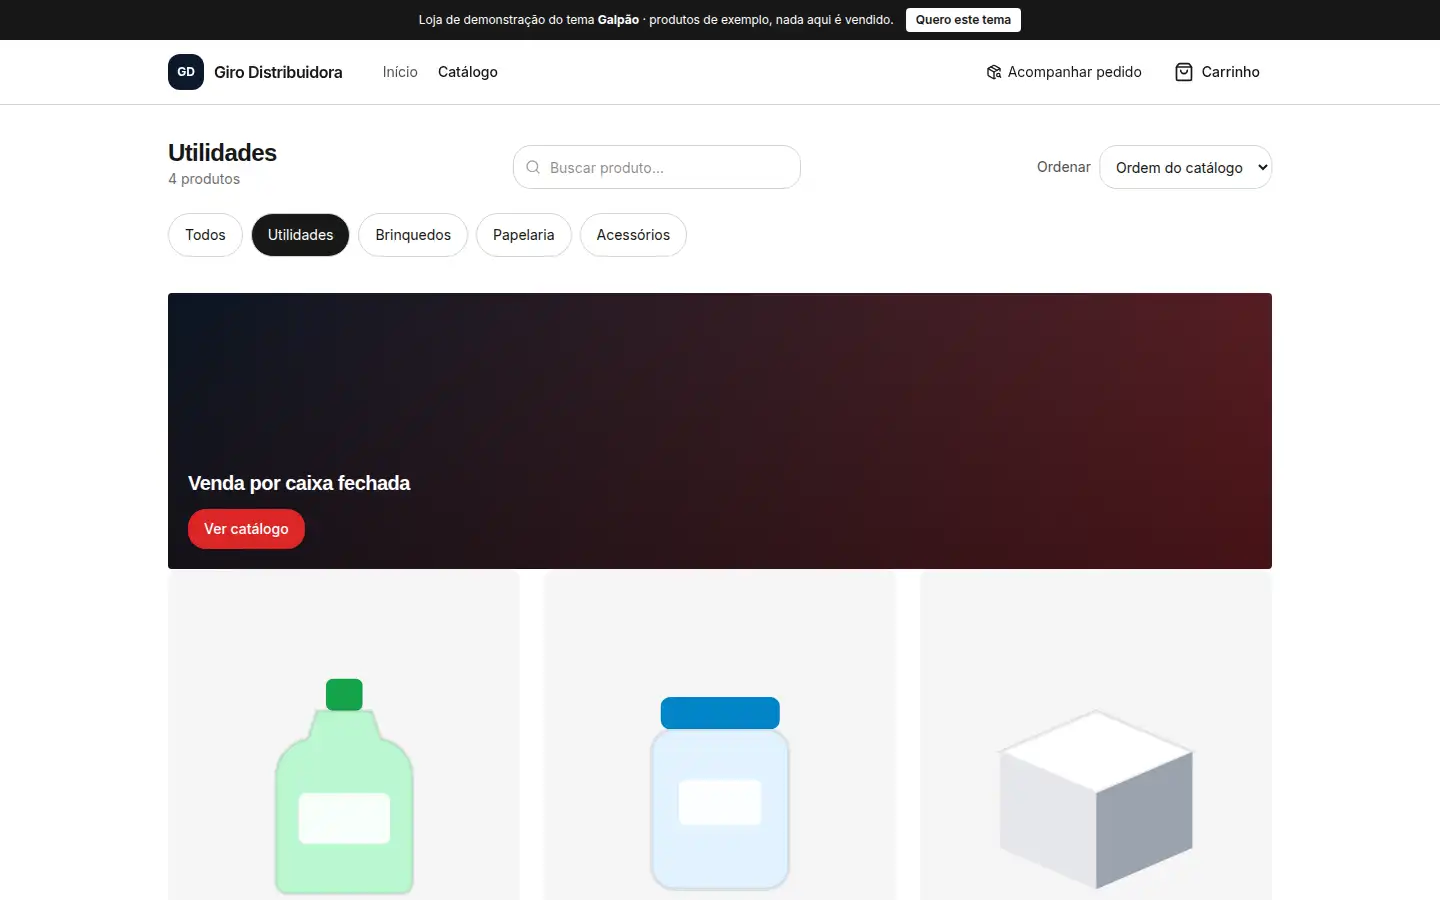 Loja de demonstração do tema Galpão · produtos de exemplo, nada aqui é vendido. Quero este tema
GD Giro Distribuidora Início Catálogo Acompanhar pedido Carrinho
Utilidades
4 produtos
Buscar produto...
Ordenar Ordem do catálogo
Todos Utilidades Brinquedos Papelaria Acessórios
Venda por caixa fechada
Ver catálogo